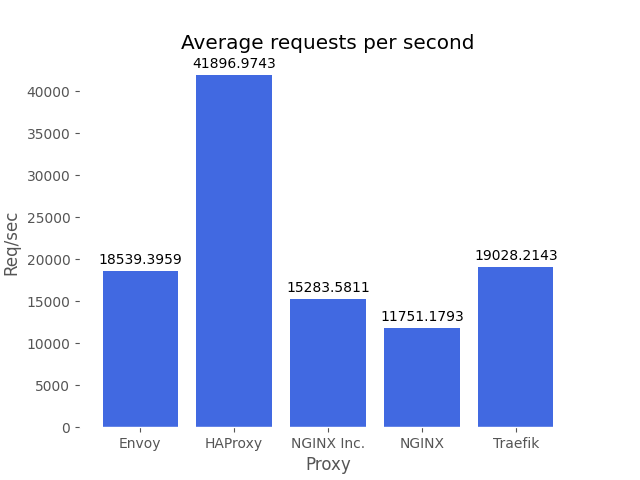 Average requests per second
41896.9743
40000
35000
30000
25000
20000
15000
10000
5000
0
Req/sec
18539.3959
15283.5811
11751.1793
19028.2143
Envoy
HAProxy
NGINX Inc.
NGINX
Traefik
Proxy